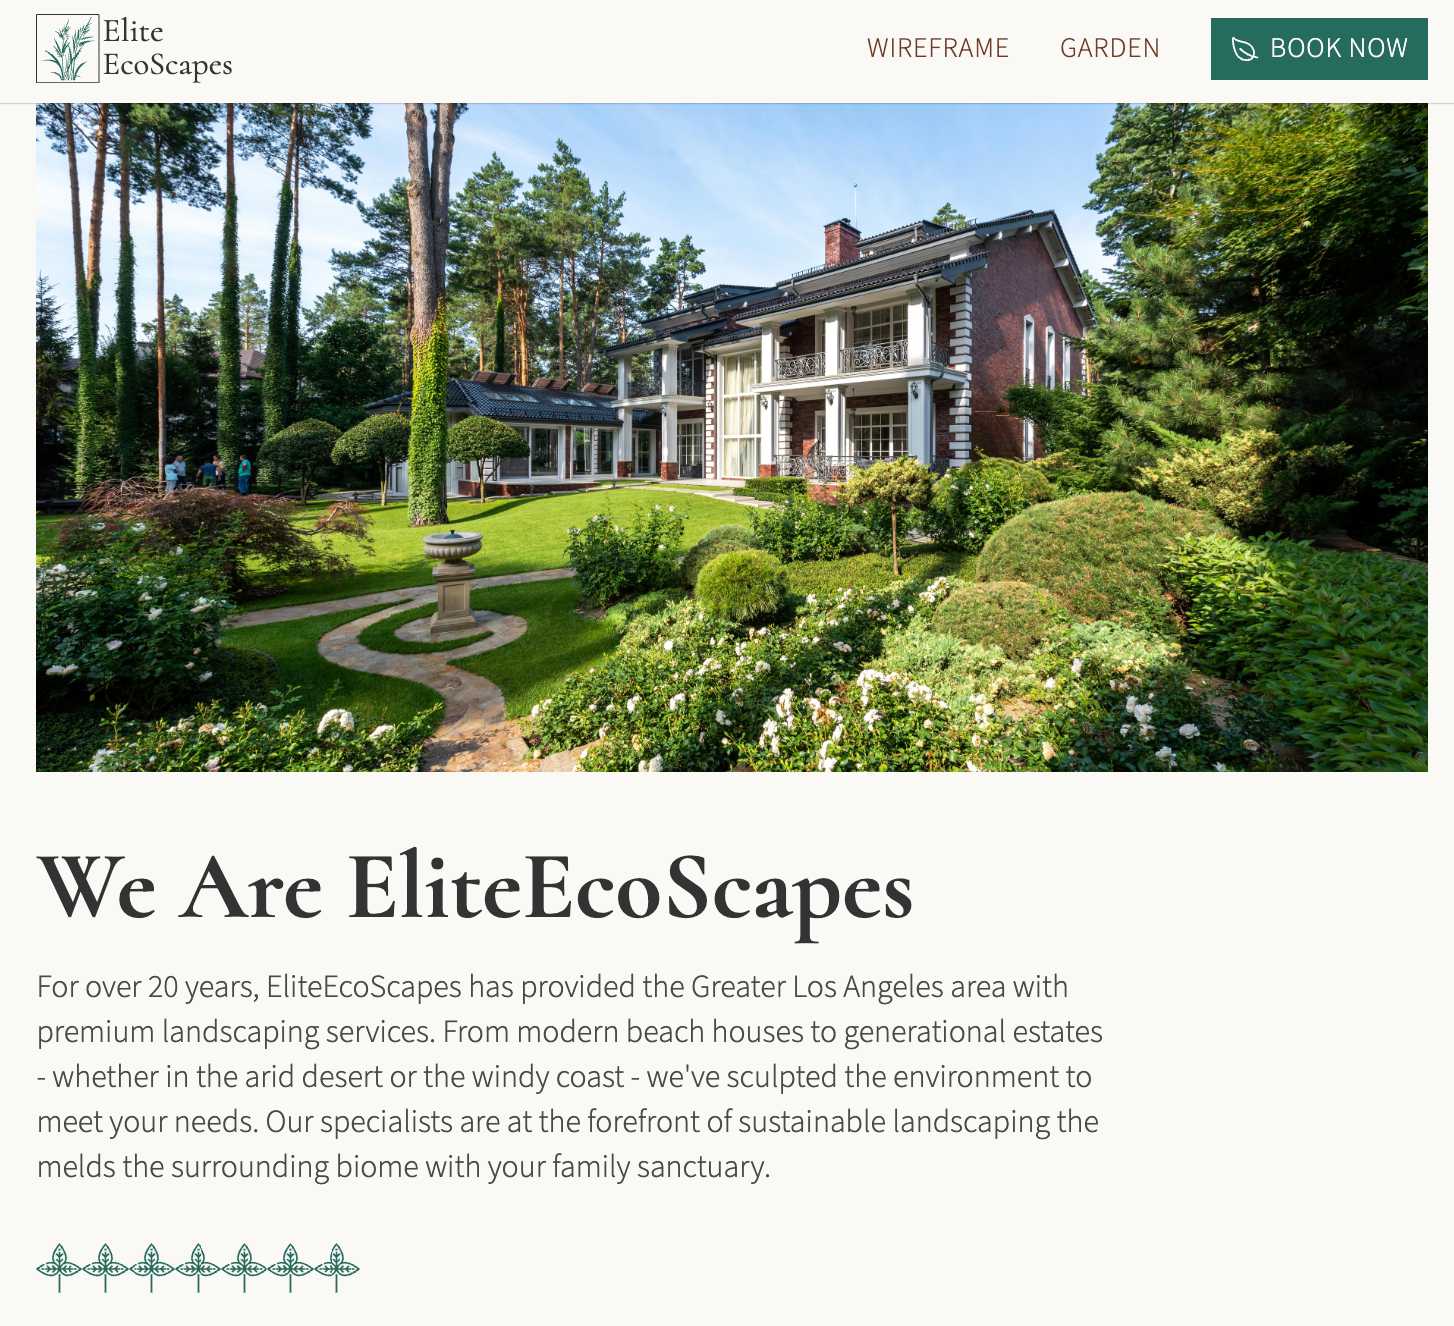 Elite
EcoScapes
WIREFRAME GARDEN BOOK NOW
We Are EliteEcoScapes
For over 20 years, EliteEcoScapes has provided the Greater Los Angeles area with
premium landscaping services. From modern beach houses to generational estates
- whether in the arid desert or the windy coast - we've sculpted the environment to
meet your needs. Our specialists are at the forefront of sustainable landscaping the
melds the surrounding biome with your family sanctuary.